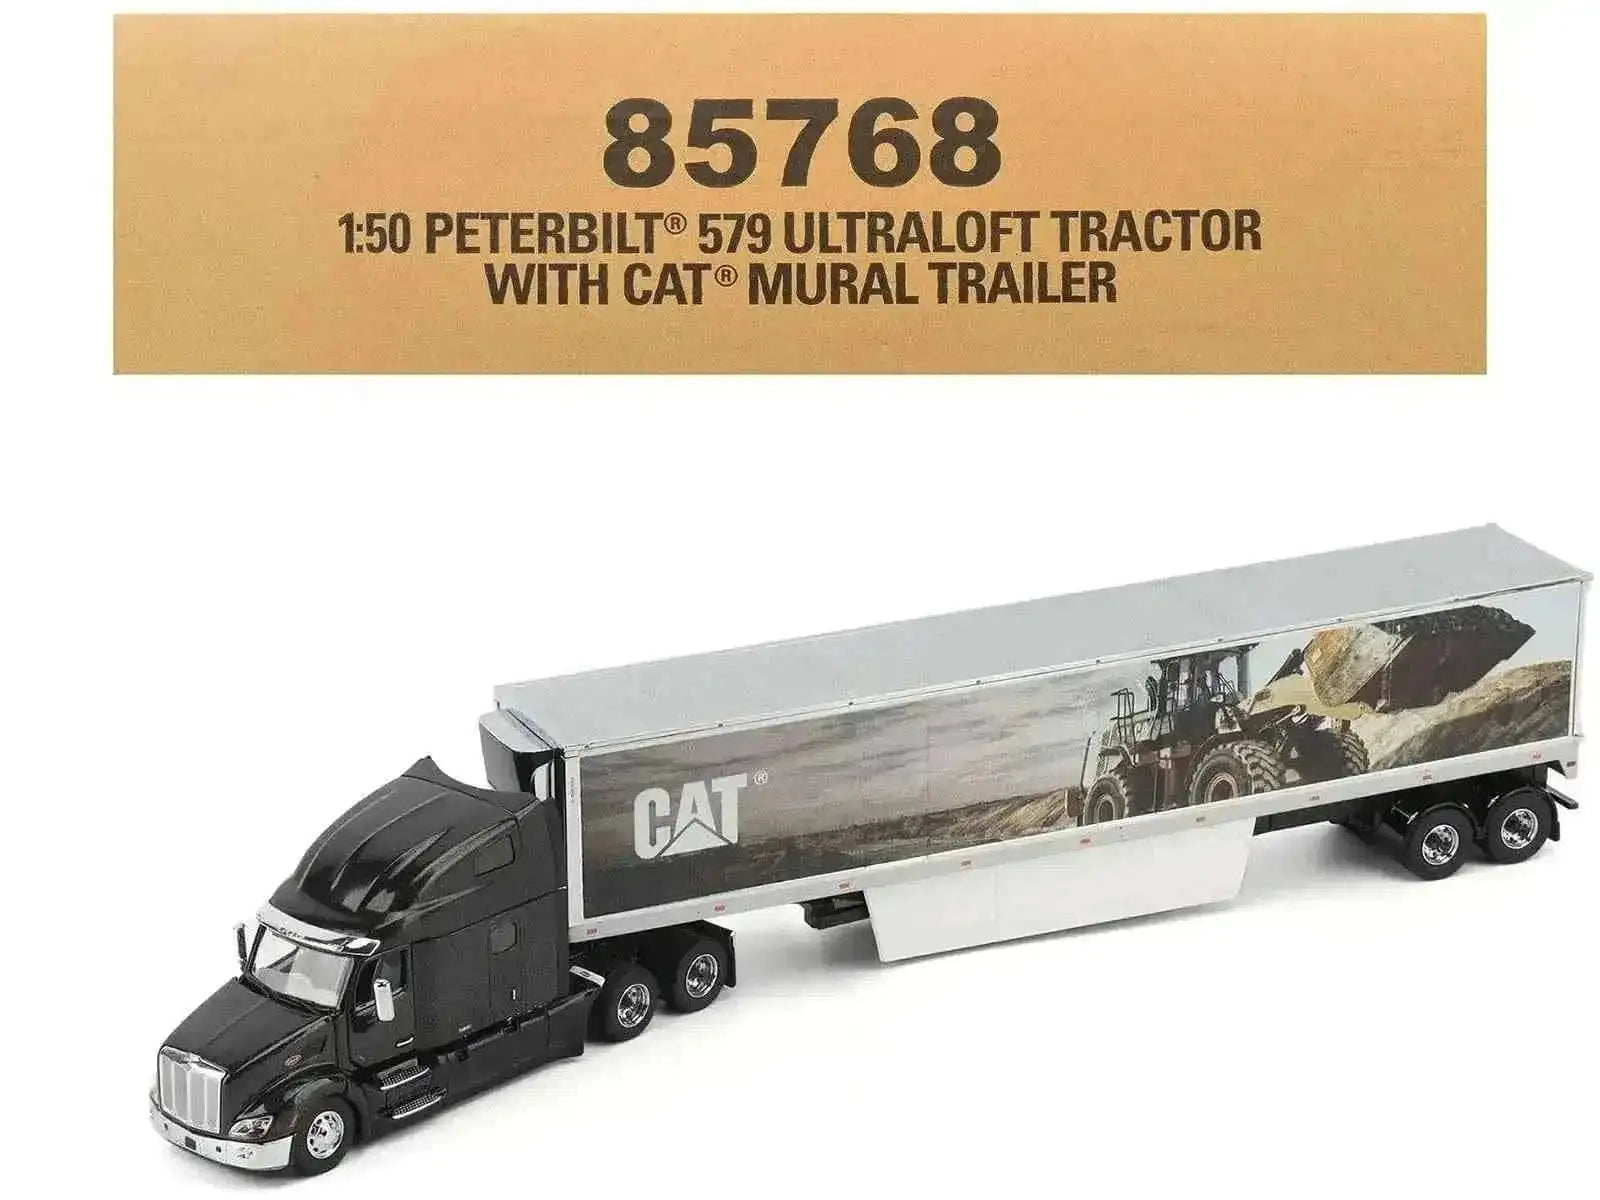 85768
1:50 PETERBILT® 579 ULTRALOFT TRACTOR
WITH CAT® MURAL TRAILER
CAT®